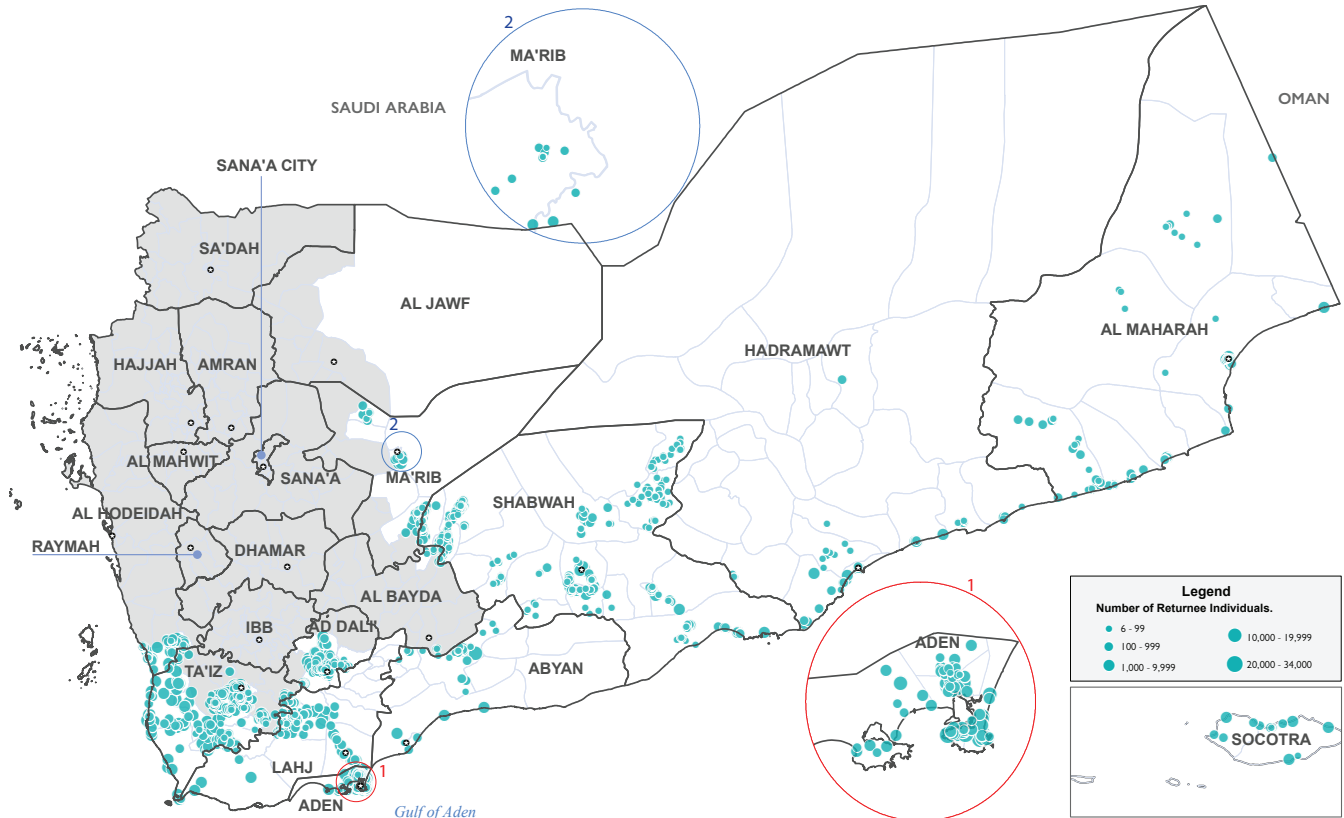 2
MA'RIB
SAUDI ARABIA
OMAN
SANA'A CITY
SA'DAH
AL JAWF
HAJJAH
AMRAN
HADRAMAWT
AL MAHARAH
2
AL MAHWIT
SANA'A
MA'RIB
SHABWAH
AL HODEIDAH
RAYMAH
DHAMAR
AL BAYDA
IBB
AD DALI'
TA'IZ
ABYAN
LAHJ
1
ADEN
Gulf of Aden
1
ADEN
Legend
Number of Returnee Individuals.
6 - 99
100 - 999
1,000 - 9,999
10,000 - 19,999
20,000 - 34,000
SOCOTRA